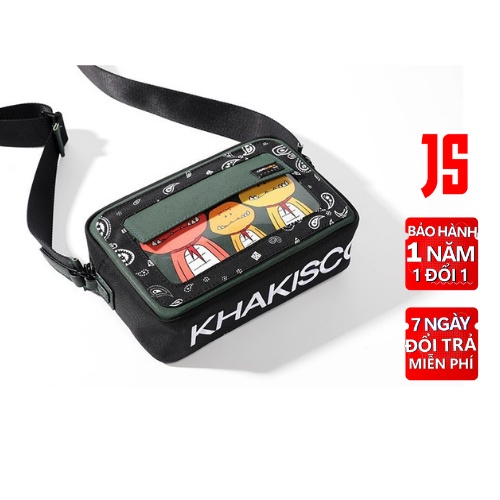 JS
KHAKISCO
BẢO HÀNH
1 NĂM
1 ĐỔI 1
7 NGÀY
ĐỔI TRẢ
MIỄN PHÍ